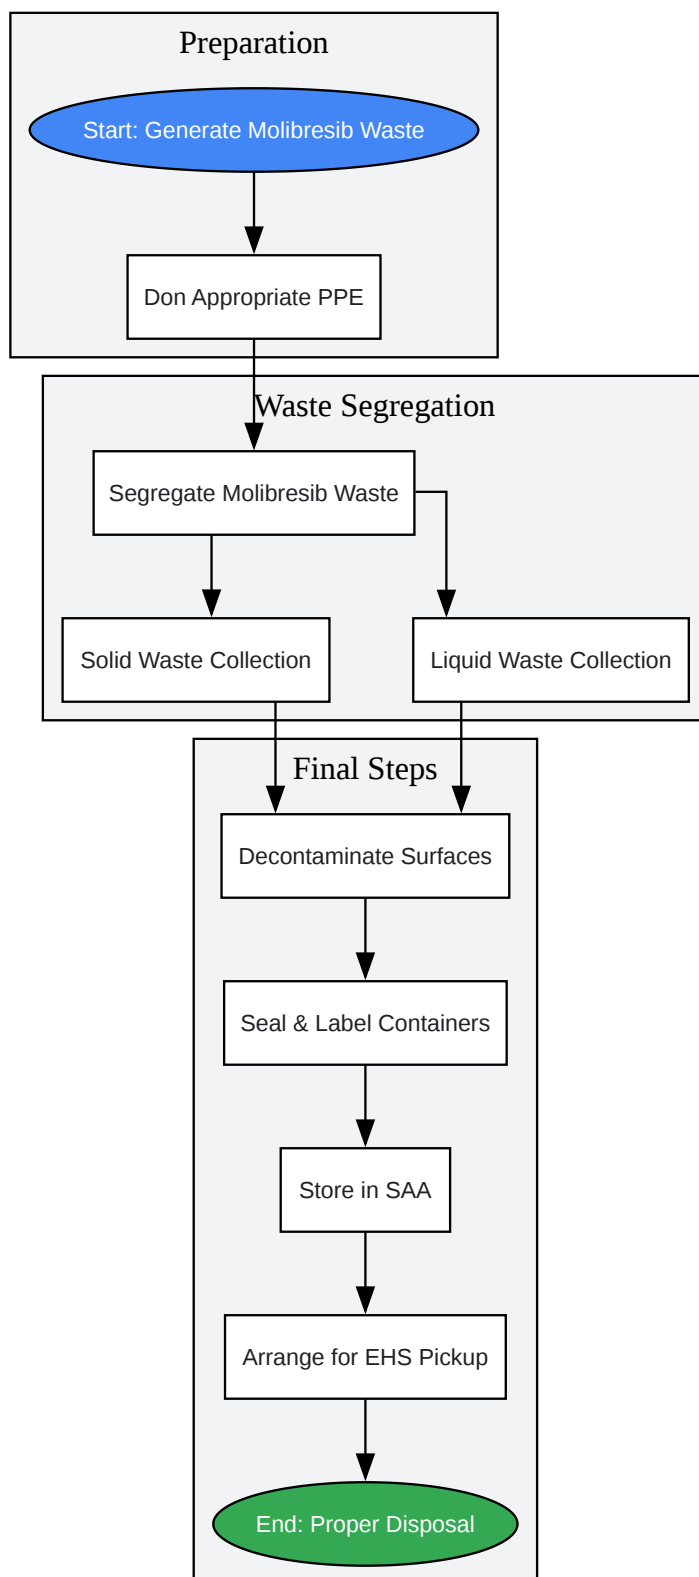 Preparation
Start: Generate Molibresib Waste
Don Appropriate PPE
Waste Segregation
Segregate Molibresib Waste
Solid Waste Collection
Liquid Waste Collection
Final Steps
Decontaminate Surfaces
Seal & Label Containers
Store in SAA
Arrange for EHS Pickup
End: Proper Disposal